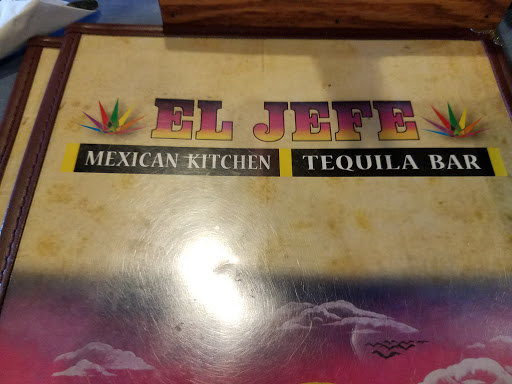 EL JEFE
MEXICAN KITCHEN TEQUILA BAR